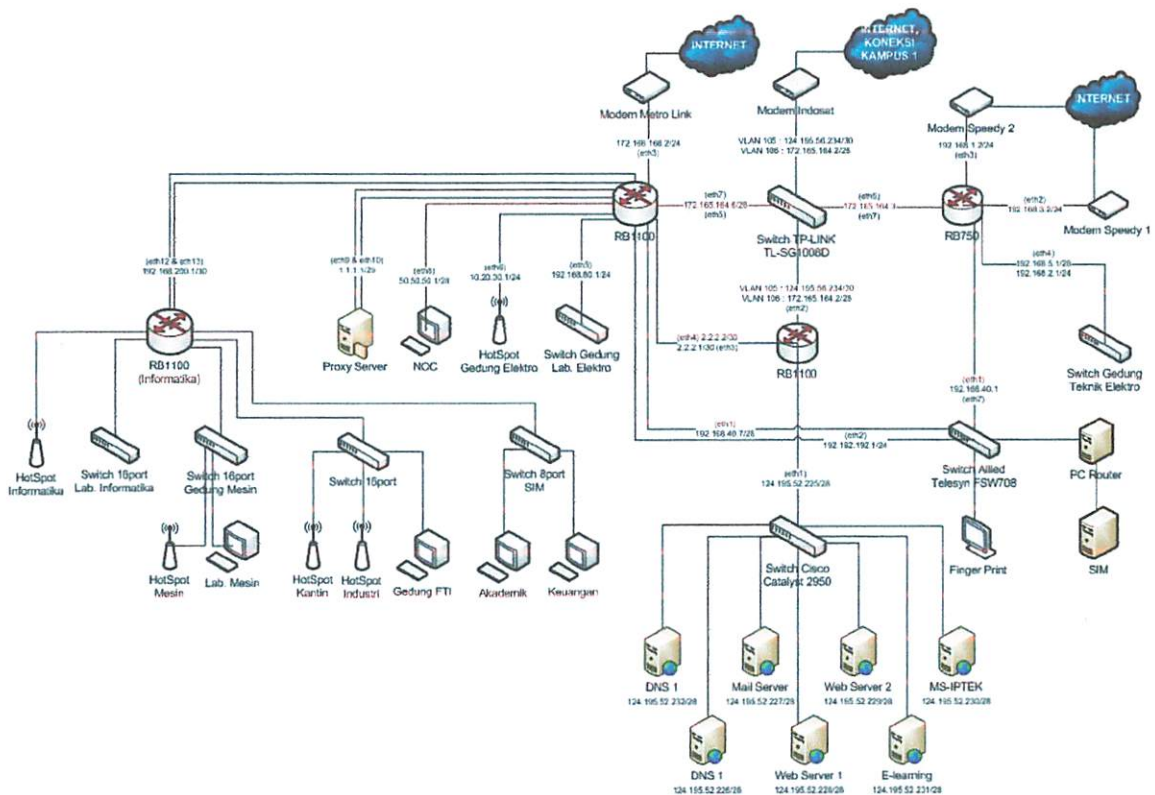 INTERNET
INTERNET,
KONEKSI
KAMPUS 1
INTERNET
Modem Metro Link
Modem Indosat
Modem Speedy 2
Modem Speedy 1
172.168.168.2/24
(eth3)
VLAN 105 : 124.195.56.234/30
VLAN 106 : 172.165.164.2/28
192.168.1.2/24
(eth3)
(eth7)
172.165.164.6/28
(eth5)
(eth6)
172.165.164.3
(eth7)
(eth2)
192.168.3.2/24
RB1100
Switch TP-LINK
TL-SG1008D
RB750
(eth12 & eth13)
192.168.200.1/30
(eth9 & eth10)
1.1.1.1/29
(eth8)
50.50.50.1/28
(eth6)
10.20.30.1/24
(eth5)
192.168.80.1/24
(eth4)
192.168.5.1/28
192.168.2.1/24
VLAN 105 : 124.195.56.234/30
VLAN 106 : 172.165.164.2/28
(eth2)
RB1100
(Informatika)
Proxy Server
NOC
HotSpot
Gedung Elektro
Switch Gedung
Lab. Elektro
(eth4) 2.2.2.2/30
2.2.2.1/30 (eth3)
RB1100
Switch Gedung
Teknik Elektro
(eth1)
192.168.40.1
(eth7)
(eth1)
192.168.40.7/28
(eth2)
192.192.192.1/24
HotSpot
Informatika
Switch 16port
Lab. Informatika
Switch 16port
Gedung Mesin
Switch 16port
Switch 8port
SIM
(eth1)
124.195.52.225/28
Switch Allied
Telesyn FSW708
PC Router
HotSpot
Mesin
Lab. Mesin
HotSpot
Kantin
HotSpot
Industri
Gedung FTI
Akademik
Keuangan
Switch Cisco
Catalyst 2950
Finger Print
SIM
DNS 1
124.195.52.232/28
Mail Server
124.195.52.227/28
Web Server 2
124.195.52.229/28
MS-IPTEK
124.195.52.230/28
DNS 1
124.195.52.226/28
Web Server 1
124.195.52.228/28
E-learning
124.195.52.231/28